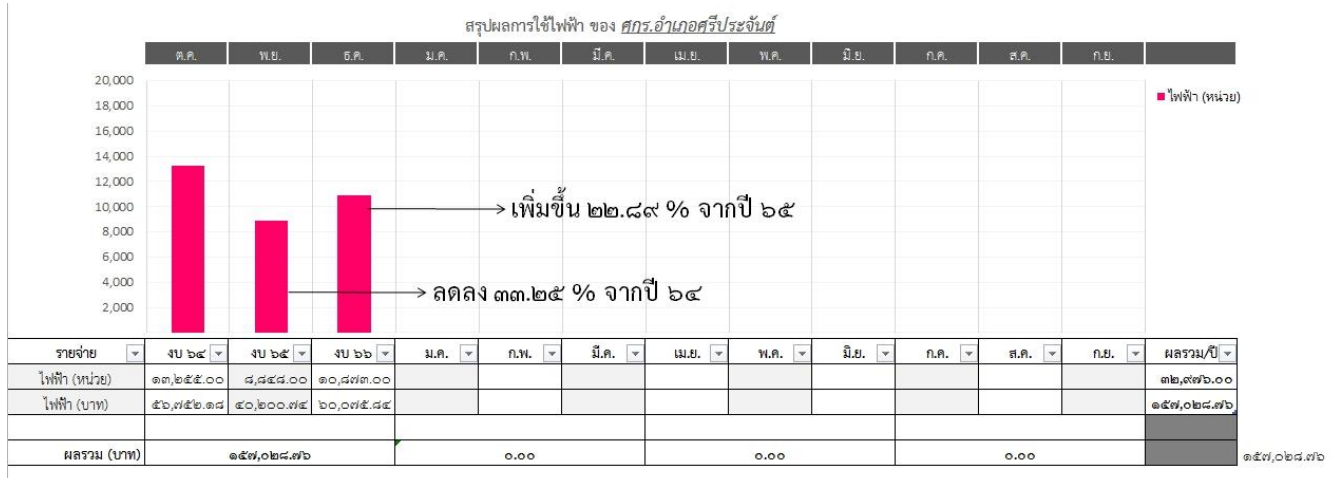 สรุปผลการใช้ไฟฟ้า ของ ศกร.อำเภอศรีประจันต์
ต.ค. พ.ย. ธ.ค. ม.ค. ก.พ. มี.ค. เม.ย. พ.ค. มิ.ย. ก.ค. ส.ค. ก.ย.
20,000
18,000
16,000
14,000
12,000
10,000
8,000
6,000
4,000
2,000
ไฟฟ้า (หน่วย)
เพิ่มขึ้น ๒๒.๘๙ % จากปี ๖๕
ลดลง ๓๓.๒๕ % จากปี ๖๔
รายจ่าย งบ ๖๔ งบ ๖๕ งบ ๖๖ ม.ค. ก.พ. มี.ค. เม.ย. พ.ค. มิ.ย. ก.ค. ส.ค. ก.ย. ผลรวม/ปี
ไฟฟ้า (หน่วย) ๑๓,๒๕๕.๐๐ ๘,๘๔๘.๐๐ ๑๐,๘๗๓.๐๐ ๓๒,๙๗๖.๐๐
ไฟฟ้า (บาท) ๕๖,๗๕๒.๑๘ ๔๐,๒๐๐.๗๔ ๖๐,๐๗๕.๘๔ ๑๕๗,๐๒๘.๗๖
ผลรวม (บาท) ๑๕๗,๐๒๘.๗๖ ๐.๐๐ ๐.๐๐ ๐.๐๐ ๑๕๗,๐๒๘.๗๖